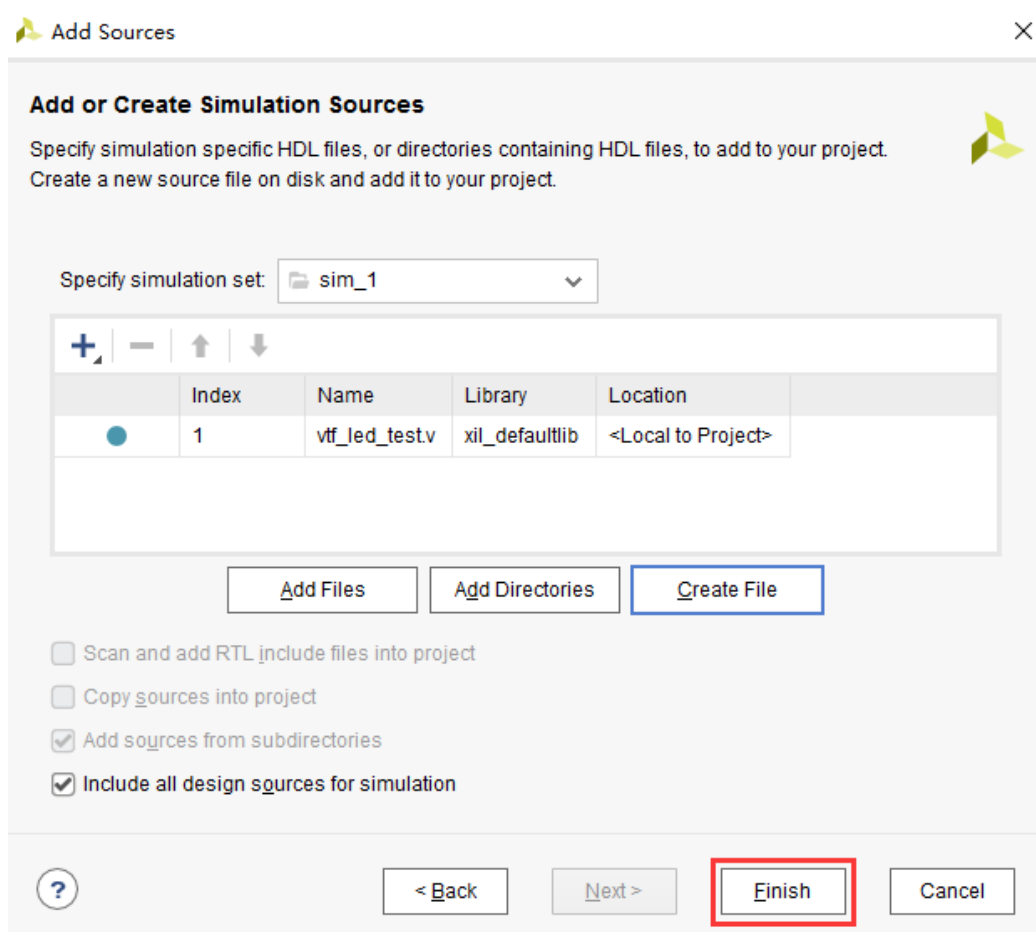 Add Sources
Add or Create Simulation Sources
Specify simulation specific HDL files, or directories containing HDL files, to add to your project.
Create a new source file on disk and add it to your project.
Specify simulation set: sim_1
Index Name Library Location
1 vtf_led_test.v xil_defaultlib <Local to Project>
Add Files Add Directories Create File
Scan and add RTL include files into project
Copy sources into project
Add sources from subdirectories
Include all design sources for simulation
? < Back Next > Finish Cancel